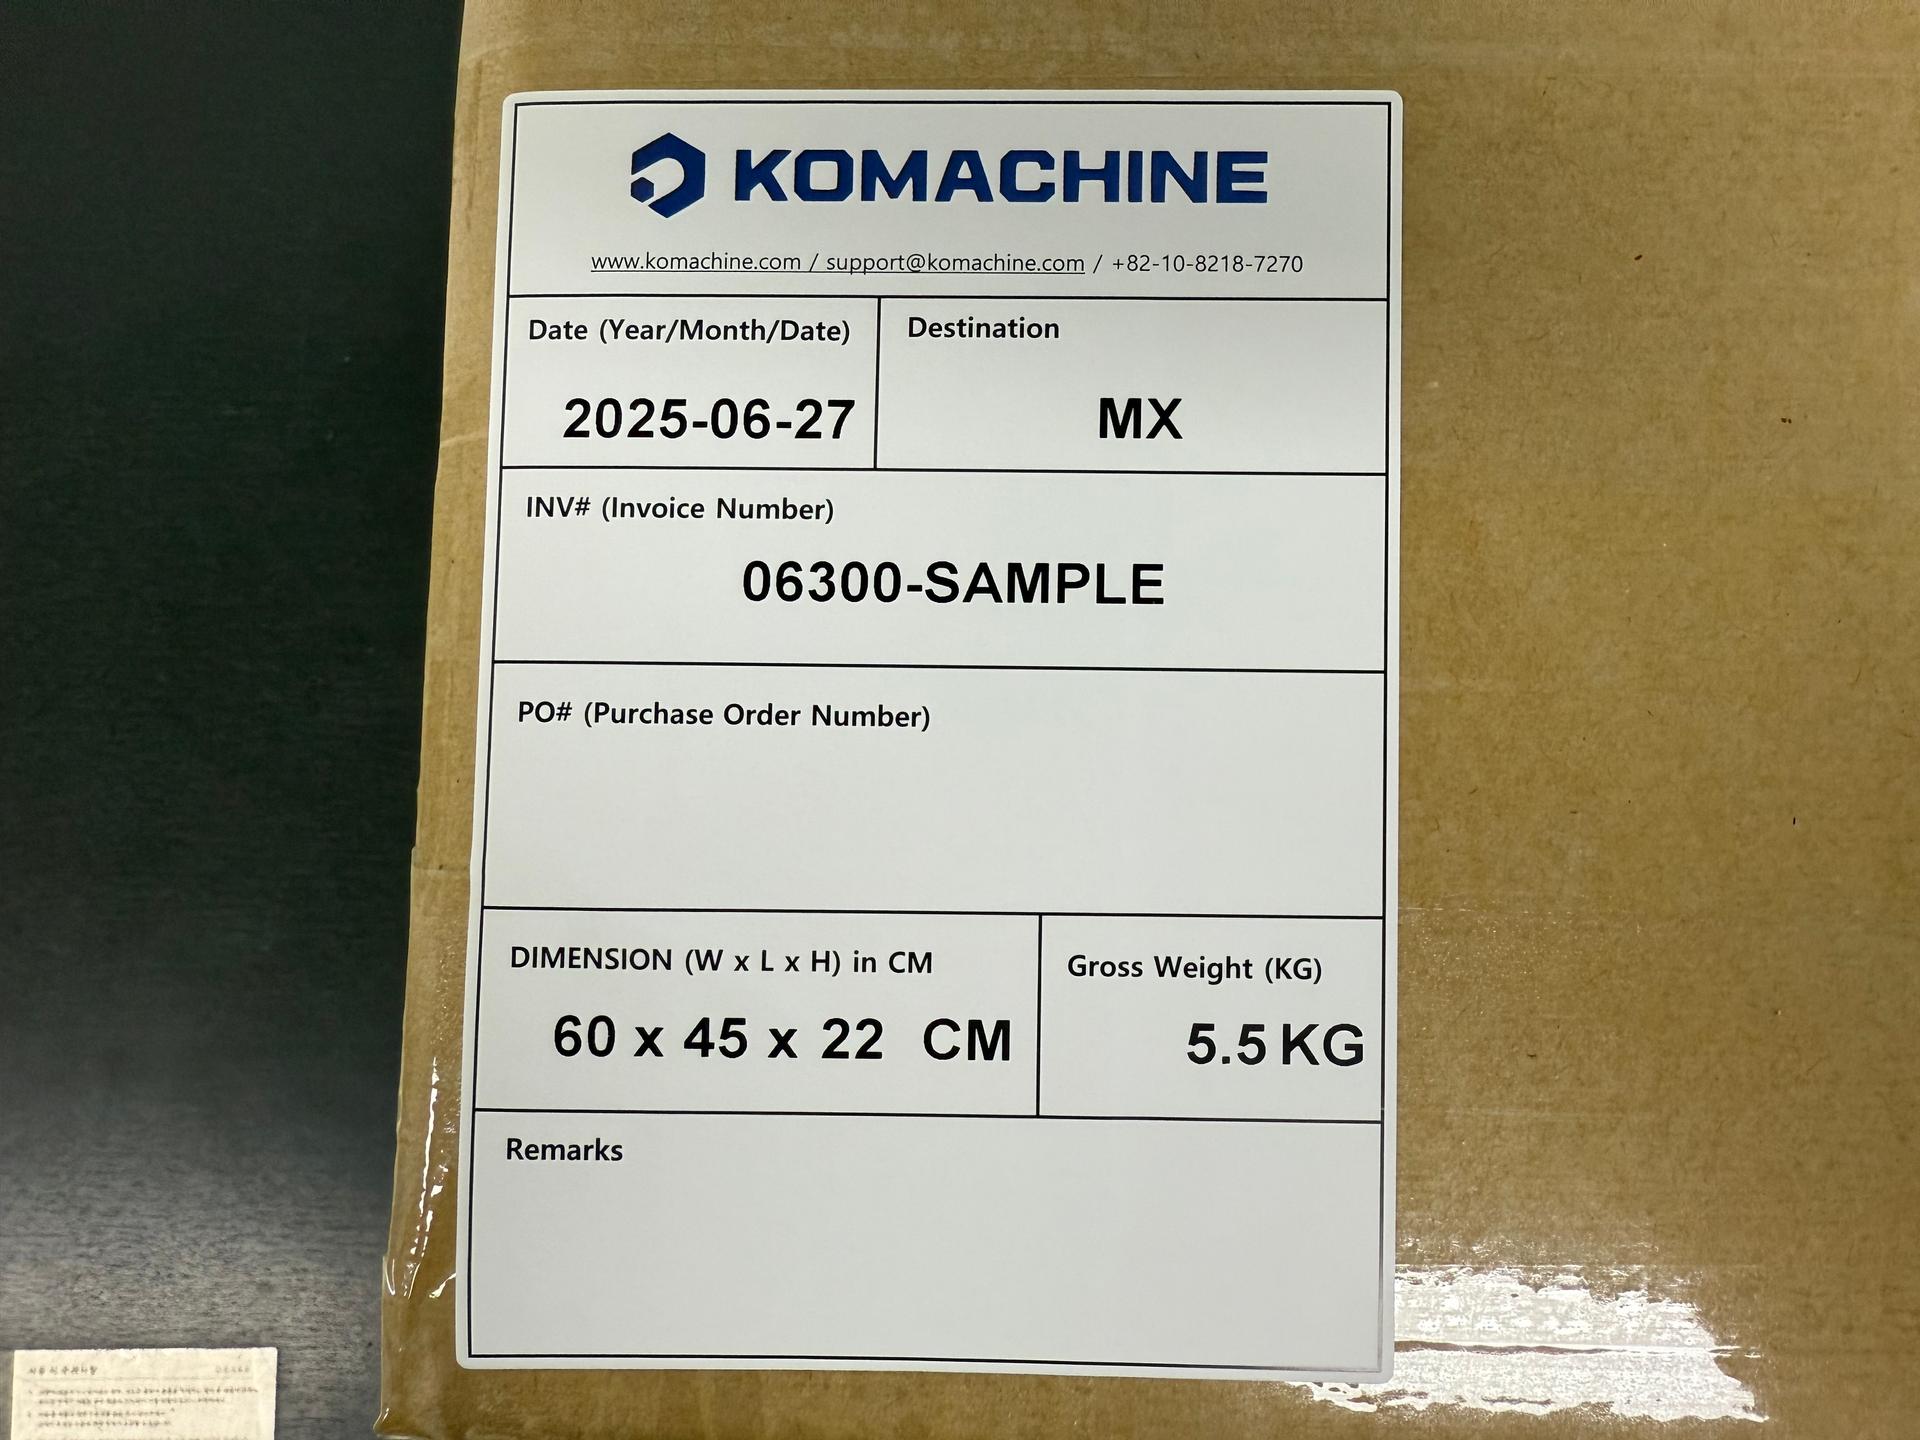 KOMACHINE
www.komachine.com / support@komachine.com / +82-10-8218-7270
Date (Year/Month/Date)
2025-06-27
Destination
MX
INV# (Invoice Number)
06300-SAMPLE
PO# (Purchase Order Number)
DIMENSION (W x L x H) in CM
60 x 45 x 22 CM
Gross Weight (KG)
5.5 KG
Remarks